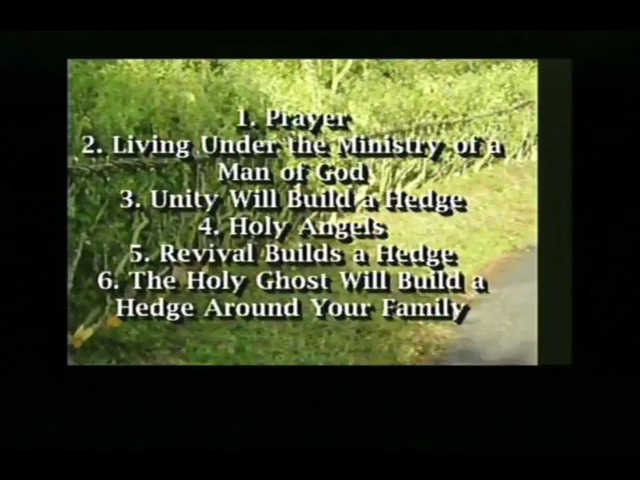 1. Prayer
2. Living Under the Ministry of a
Man of God
3. Unity Will Build a Hedge
4. Holy Angels
5. Revival Builds a Hedge
6. The Holy Ghost Will Build a
Hedge Around Your Family